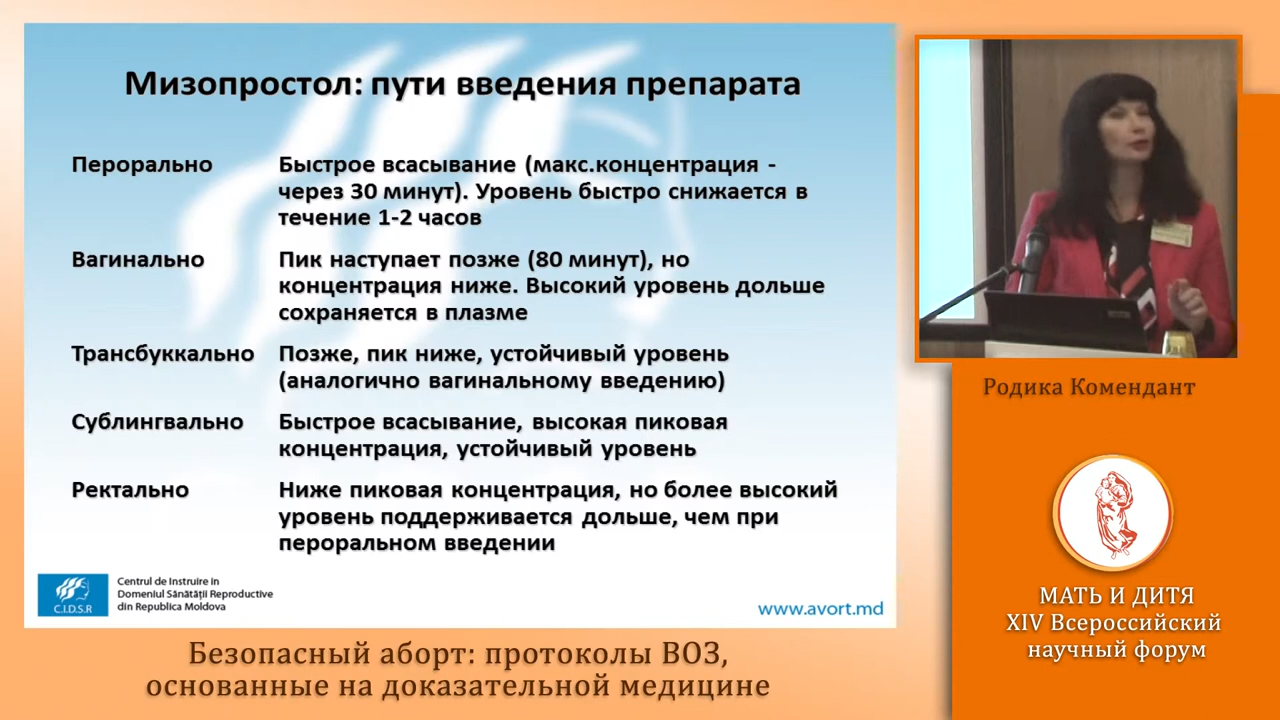 Мизопростол: пути введения препарата
Перорально
Быстрое всасывание (макс.концентрация -
через 30 минут). Уровень быстро снижается в
течение 1-2 часов
Вагинально
Пик наступает позже (80 минут), но
концентрация ниже. Высокий уровень дольше
сохраняется в плазме
Трансбуккально
Позже, пик ниже, устойчивый уровень
(аналогично вагинальному введению)
Сублингвально
Быстрое всасывание, высокая пиковая
концентрация, устойчивый уровень
Ректально
Ниже пиковая концентрация, но более высокий
уровень поддерживается дольше, чем при
пероральном введении
C.I.D.S.R
Centrul de Instruire in
Domeniul Sănătății Reproductive
din Republica Moldova
www.avort.md
Безопасный аборт: протоколы ВОЗ,
основанные на доказательной медицине
Родика Комендант
МАТЬ И ДИТЯ
XIV Всероссийский
научный форум